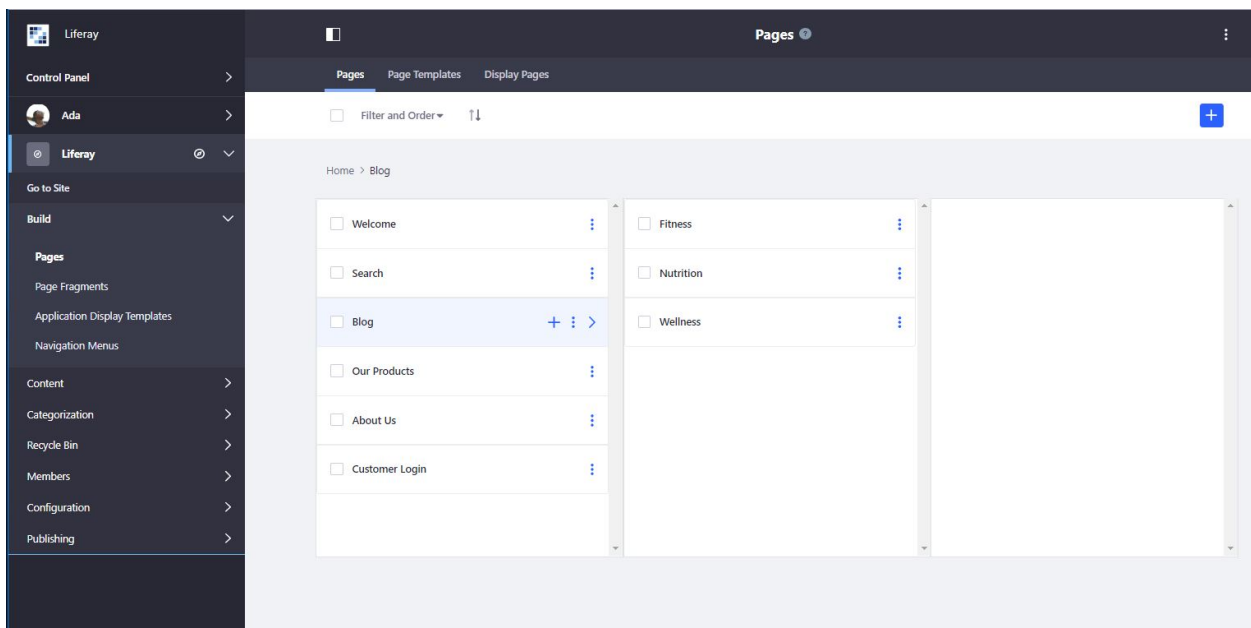 Liferay
Control Panel
Ada
Liferay
Go to Site
Build
Pages
Page Fragments
Application Display Templates
Navigation Menus
Content
Categorization
Recycle Bin
Members
Configuration
Publishing
Pages ?
Pages Page Templates Display Pages
Filter and Order
Home > Blog
Welcome
Search
Blog
Our Products
About Us
Customer Login
Fitness
Nutrition
Wellness